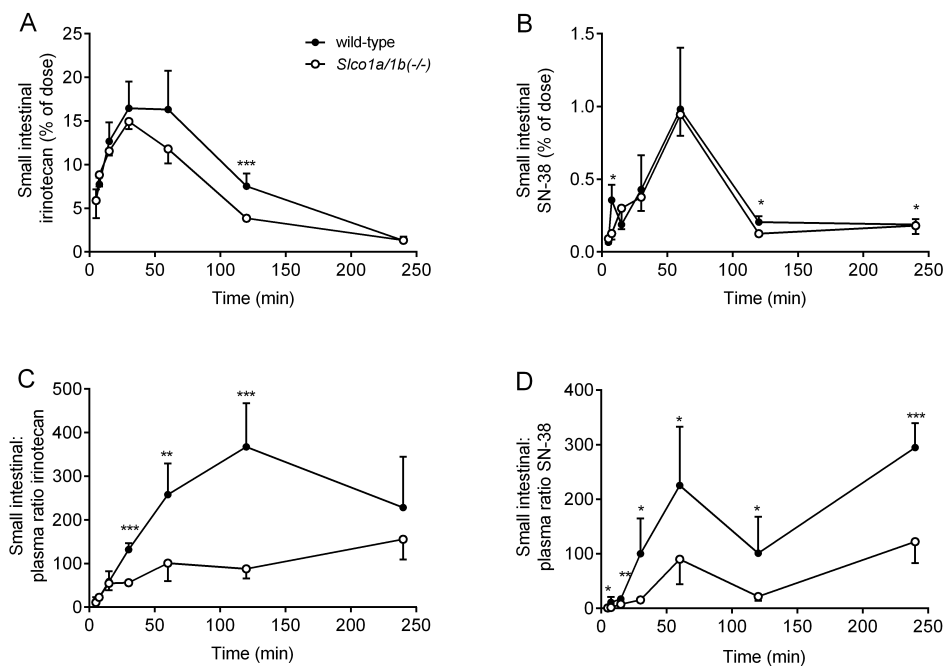 A
Small intestinal
irinotecan (% of dose)
25
20
15
10
5
0
0 50 100 150 200 250
Time (min)
wild-type
Slco1a/1b(-/-)
***
B
Small intestinal
SN-38 (% of dose)
1.5
1.0
0.5
0.0
0 50 100 150 200 250
Time (min)
*
*
*
C
Small intestinal:
plasma ratio irinotecan
500
400
300
200
100
0
0 50 100 150 200 250
Time (min)
***
**
***
D
Small intestinal:
plasma ratio SN-38
400
300
200
100
0
0 50 100 150 200 250
Time (min)
*
**
*
*
*
***